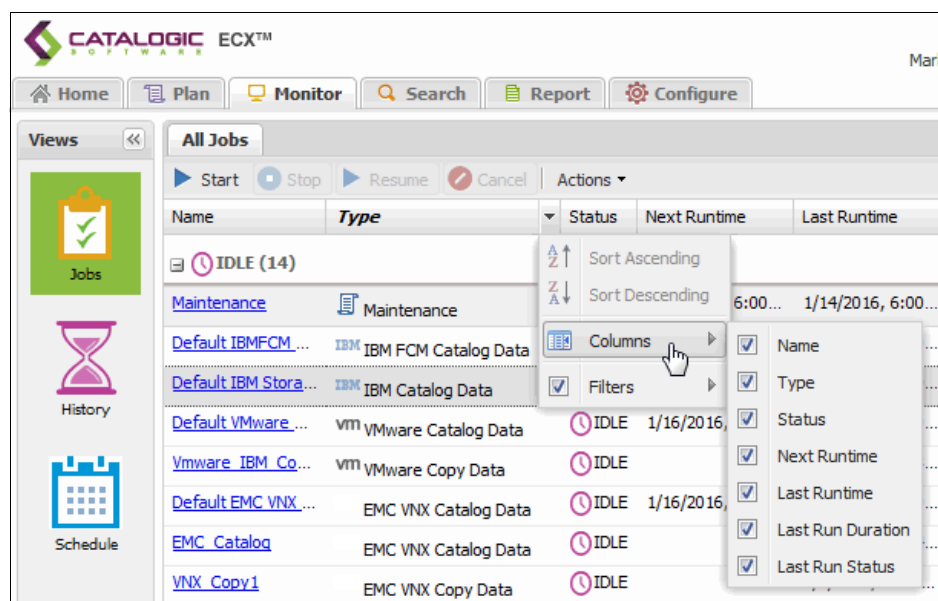 CATALOGIC ECX™
SOFTWARE
Mar
Home Plan Monitor Search Report Configure
Views All Jobs
Start Stop Resume Cancel Actions
Name Type Status Next Runtime Last Runtime
IDLE (14)
Jobs
History
Schedule
Maintenance Maintenance 6:00... 1/14/2016, 6:00...
Default IBMFCM ... IBM IBM FCM Catalog Data
Default IBM Stora... IBM IBM Catalog Data
Default VMware ... vm VMware Catalog Data IDLE 1/16/2016,
Vmware_IBM_Co... vm VMware Copy Data IDLE
Default EMC VNX ... EMC VNX Catalog Data IDLE 1/16/2016,
EMC_Catalog EMC VNX Catalog Data IDLE
VNX_Copy1 EMC VNX Copy Data IDLE
A Z Sort Ascending
Z A Sort Descending
Columns
Filters
Name
Type
Status
Next Runtime
Last Runtime
Last Run Duration
Last Run Status